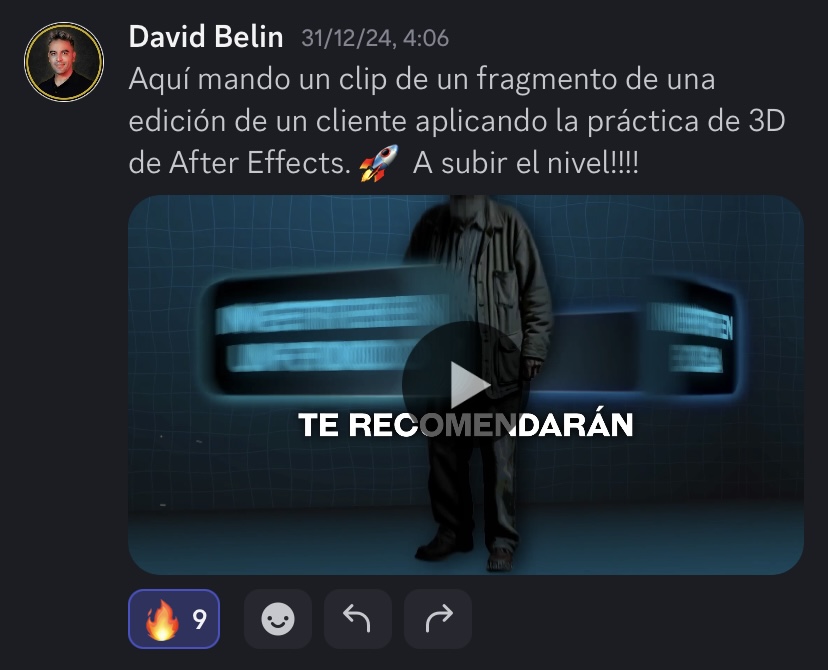 David Belin 31/12/24, 4:06
Aquí mando un clip de un fragmento de una
edición de un cliente aplicando la práctica de 3D
de After Effects. 🚀 A subir el nivel!!!!
TE RECOMENDARÁN
🔥 9